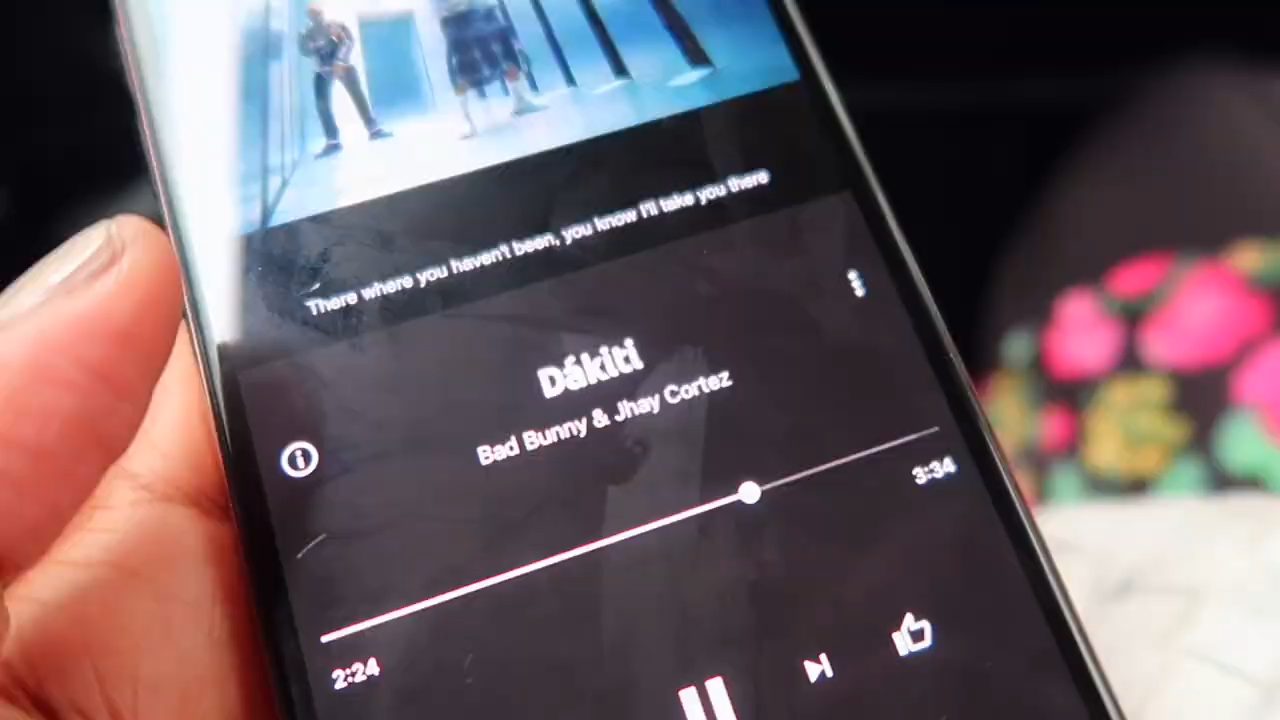 There where you haven't been, you know I'll take you there
Dákiti
Bad Bunny & Jhay Cortez
2:24
3:34